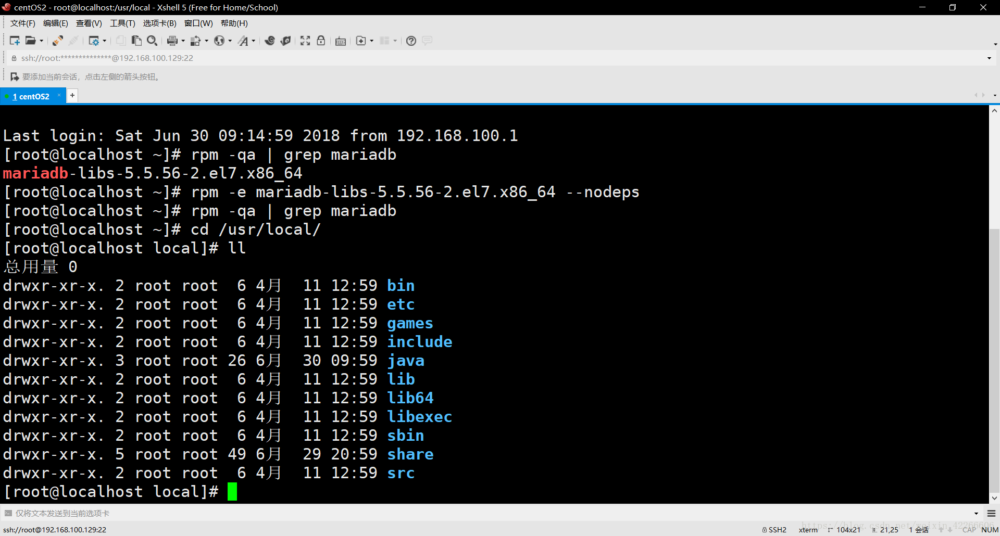 centOS2 - root@localhost:/usr/local - Xshell 5 (Free for Home/School)
文件(F) 编辑(E) 查看(V) 工具(T) 选项卡(B) 窗口(W) 帮助(H)
ssh://root:**************@192.168.100.129:22
要添加当前会话，点击左侧的箭头按钮。
1 centOS2 × +
Last login: Sat Jun 30 09:14:59 2018 from 192.168.100.1
[root@localhost ~]# rpm -qa | grep mariadb
mariadb-libs-5.5.56-2.el7.x86_64
[root@localhost ~]# rpm -e mariadb-libs-5.5.56-2.el7.x86_64 --nodeps
[root@localhost ~]# rpm -qa | grep mariadb
[root@localhost ~]# cd /usr/local/
[root@localhost local]# ll
总用量 0
drwxr-xr-x. 2 root root  6 4月  11 12:59 bin
drwxr-xr-x. 2 root root  6 4月  11 12:59 etc
drwxr-xr-x. 2 root root  6 4月  11 12:59 games
drwxr-xr-x. 2 root root  6 4月  11 12:59 include
drwxr-xr-x. 3 root root 26 6月  30 09:59 java
drwxr-xr-x. 2 root root  6 4月  11 12:59 lib
drwxr-xr-x. 2 root root  6 4月  11 12:59 lib64
drwxr-xr-x. 2 root root  6 4月  11 12:59 libexec
drwxr-xr-x. 2 root root  6 4月  11 12:59 sbin
drwxr-xr-x. 5 root root 49 6月  29 20:59 share
drwxr-xr-x. 2 root root  6 4月  11 12:59 src
[root@localhost local]#
仅将文本发送到当前选项卡
https://blog.csdn.net/weixin_42266606
ssh://root@192.168.100.129:22 SSH2 xterm 104x21 21,25 1 会话 CAP NUM